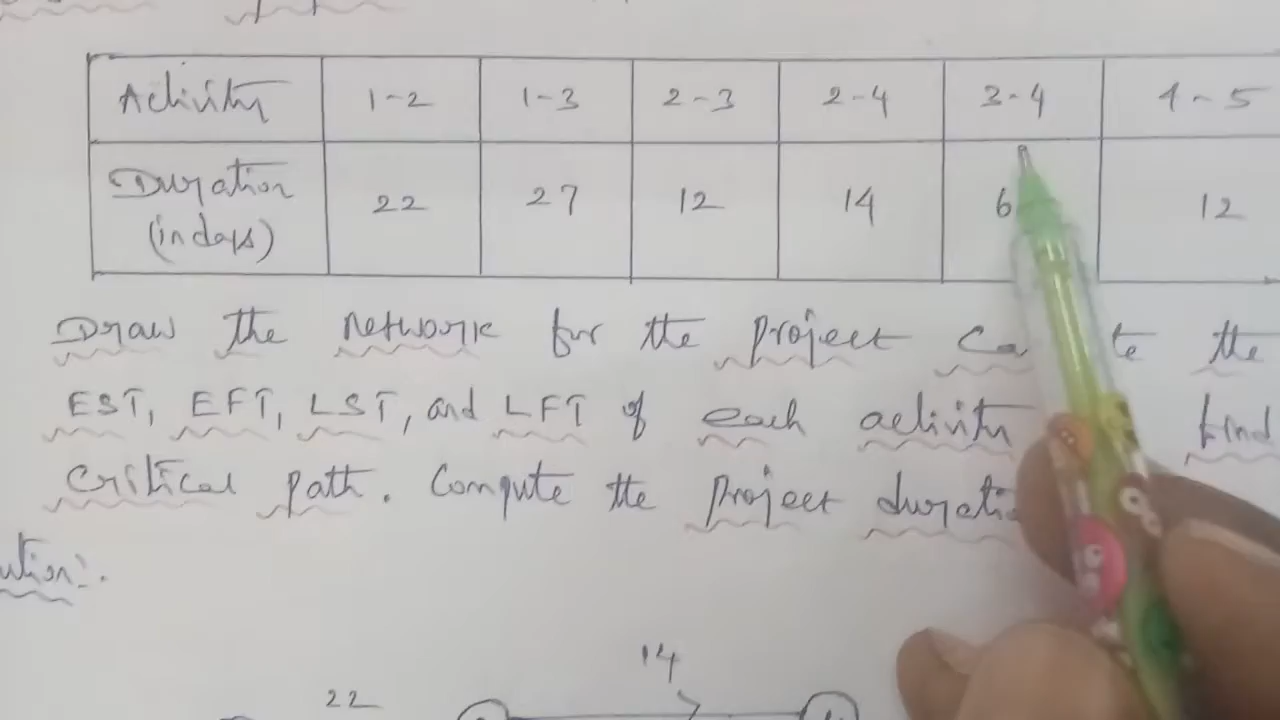 Activity 1-2 1-3 2-3 2-4 3-4 4-5
Duration (in days) 22 27 12 14 6 12
Draw the network for the project the
EST, EFT, LST, and LFT of each activity find
Critical path. Compute the project
14
22